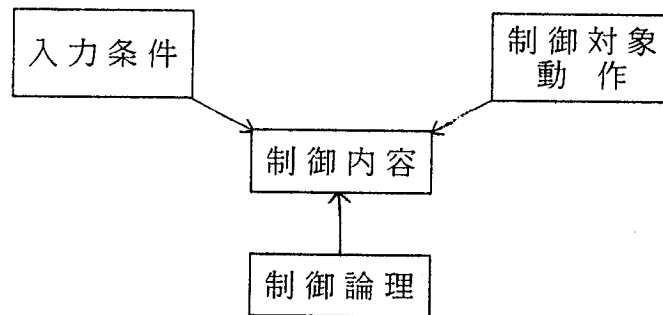 入力条件
制御対象
動作
制御内容
制御論理